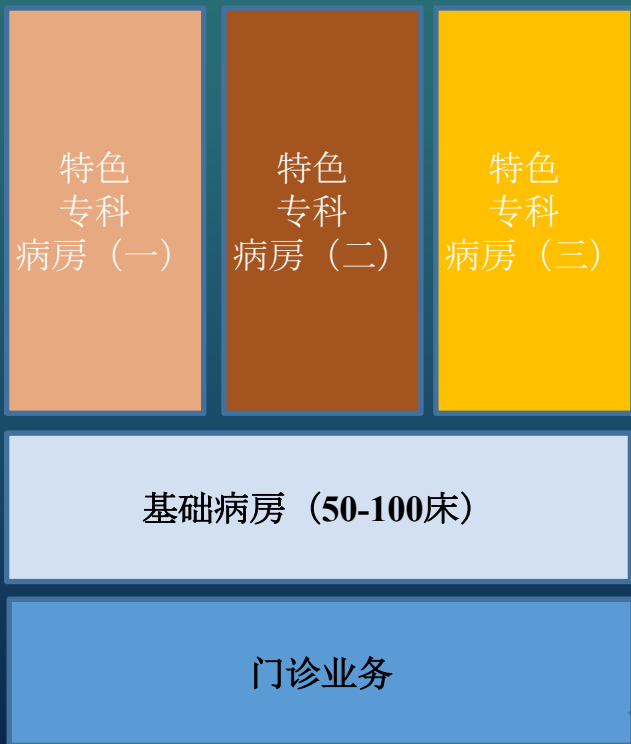 特色
专科
病房（一）
特色
专科
病房（二）
特色
专科
病房（三）
基础病房（50-100床）
门诊业务